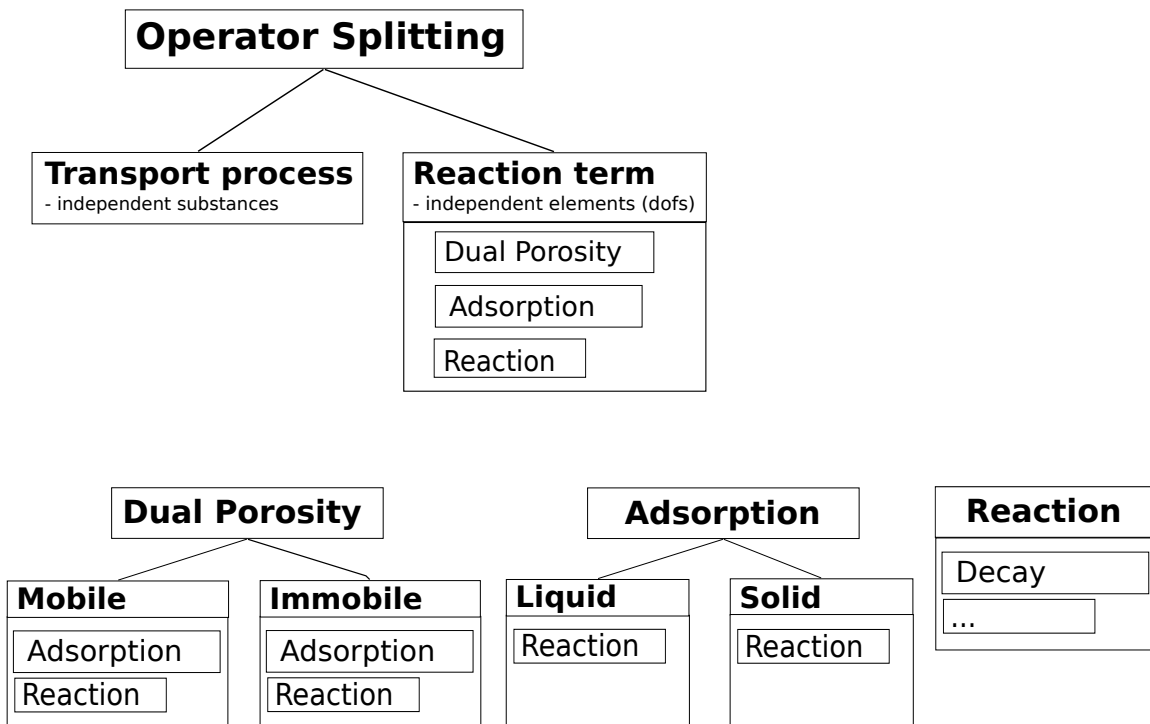 Operator Splitting
Transport process
- independent substances
Reaction term
- independent elements (dofs)
Dual Porosity
Adsorption
Reaction
Dual Porosity
Mobile
Adsorption
Reaction
Immobile
Adsorption
Reaction
Adsorption
Liquid
Reaction
Solid
Reaction
Reaction
Decay
...